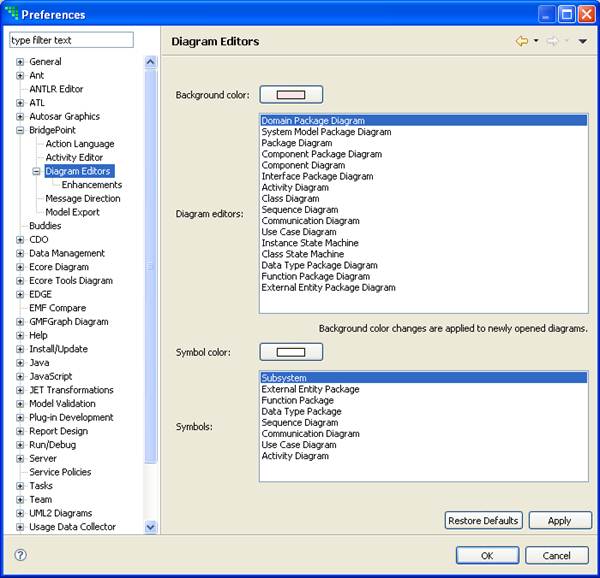 Preferences
type filter text
General
Ant
ANTLR Editor
ATL
Autosar Graphics
BridgePoint
Action Language
Activity Editor
Diagram Editors
Enhancements
Message Direction
Model Export
Buddies
CDO
Data Management
Ecore Diagram
Ecore Tools Diagram
EDGE
EMF Compare
GMFGraph Diagram
Help
Install/Update
Java
JavaScript
JET Transformations
Model Validation
Plug-in Development
Report Design
Run/Debug
Server
Service Policies
Tasks
Team
UML2 Diagrams
Usage Data Collector
Diagram Editors
Background color:
Diagram editors:
Domain Package Diagram
System Model Package Diagram
Package Diagram
Component Package Diagram
Component Diagram
Interface Package Diagram
Activity Diagram
Class Diagram
Sequence Diagram
Communication Diagram
Use Case Diagram
Instance State Machine
Class State Machine
Data Type Package Diagram
Function Package Diagram
External Entity Package Diagram
Background color changes are applied to newly opened diagrams.
Symbol color:
Symbols:
Subsystem
External Entity Package
Function Package
Data Type Package
Sequence Diagram
Communication Diagram
Use Case Diagram
Activity Diagram
Restore Defaults
Apply
?
OK
Cancel